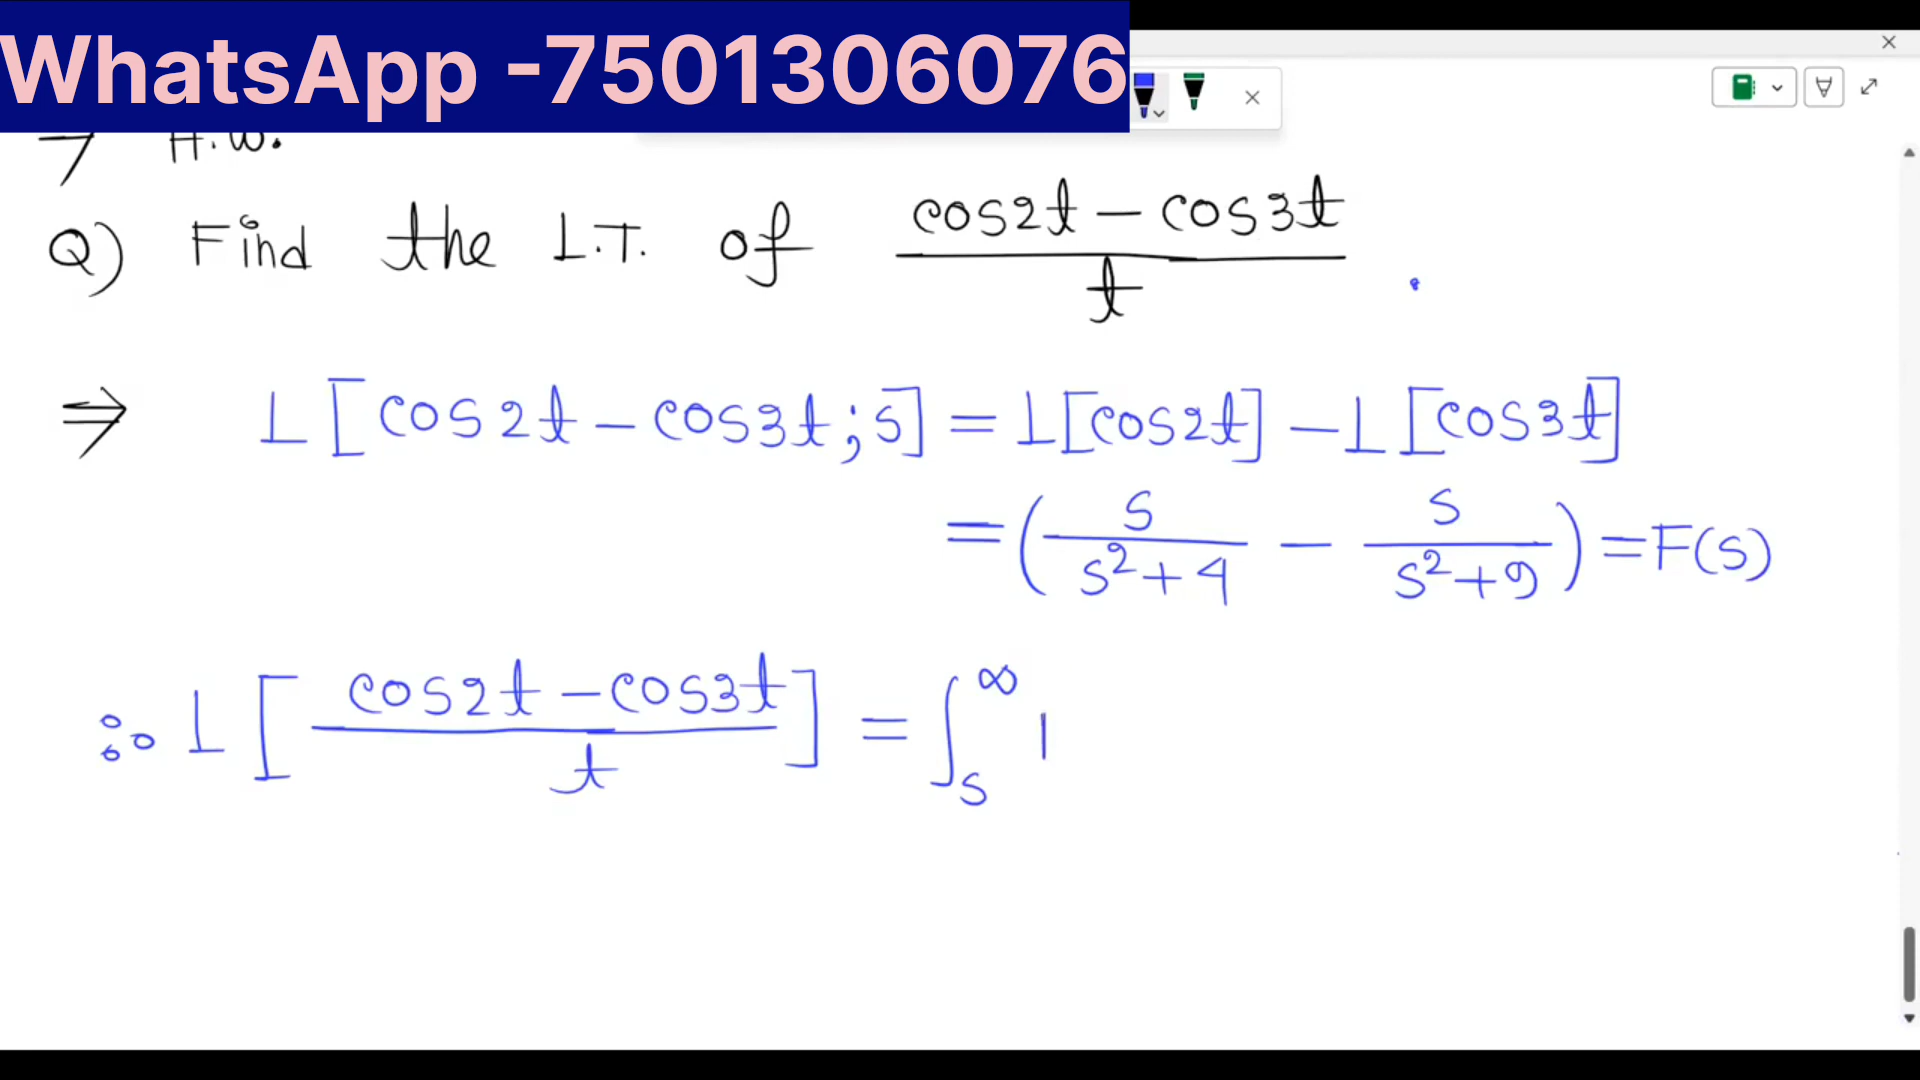 WhatsApp -7501306076
H.W.
Q) Find the L.T. of (cos2t - cos3t)/t .
⇒ L[cos2t - cos3t; s] = L[cos2t] - L[cos3t]
= (s/(s²+4) - s/(s²+9)) = F(s)
∴ L[(cos2t - cos3t)/t] = ∫ₛ^∞